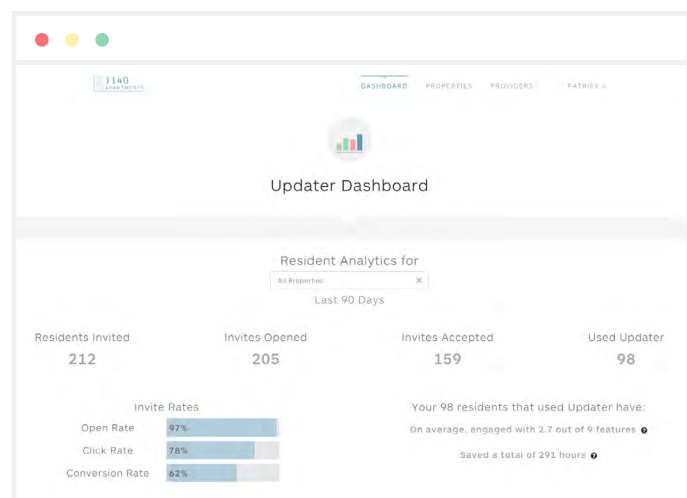 1140
APARTMENTS
DASHBOARD PROPERTIES PROVIDERS
Updater Dashboard
Resident Analytics for
All Properties ×
Last 90 Days
Residents Invited Invites Opened Invites Accepted Used Updater
212 205 159 98
Invite Rates
Open Rate 97%
Click Rate 78%
Conversion Rate 62%
Your 98 residents that used Updater have:
On average, engaged with 2.7 out of 9 features ?
Saved a total of 291 hours ?